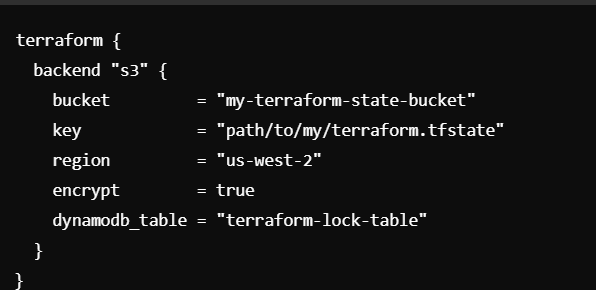 terraform {
  backend "s3" {
    bucket         = "my-terraform-state-bucket"
    key            = "path/to/my/terraform.tfstate"
    region         = "us-west-2"
    encrypt        = true
    dynamodb_table = "terraform-lock-table"
  }
}